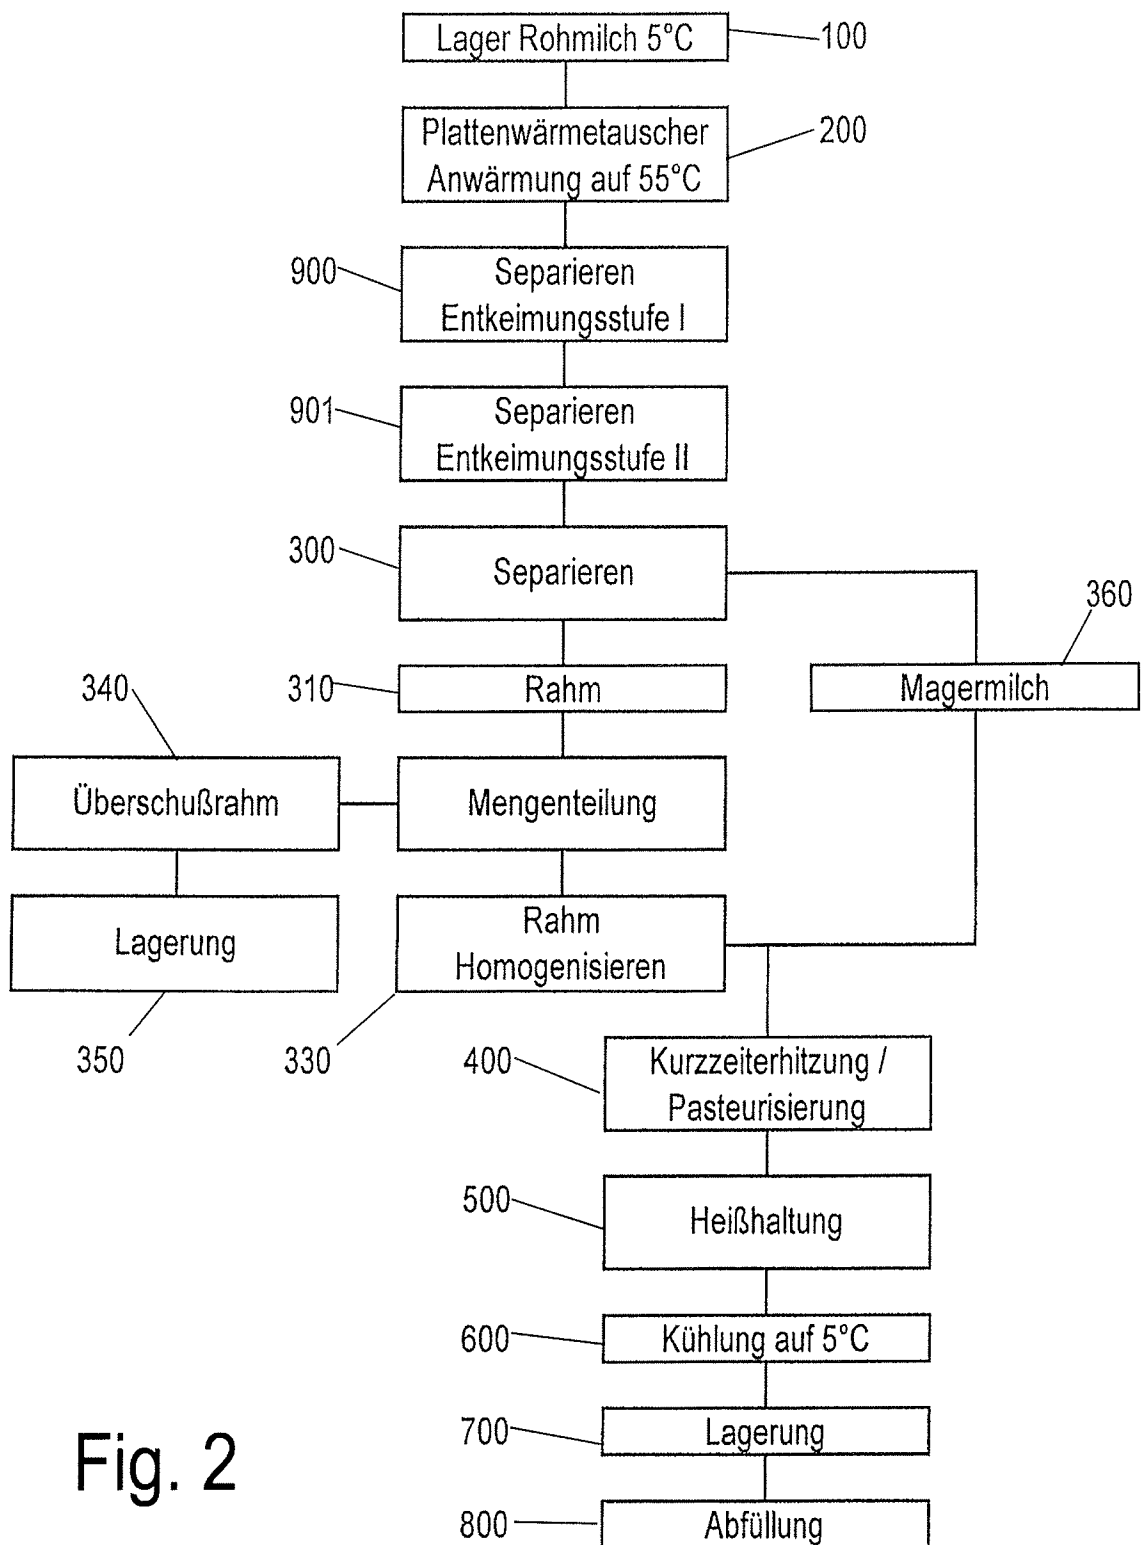 Lager Rohmilch 5°C
100
Plattenwärmetauscher
Anwärmung auf 55°C
200
900
Separieren
Entkeimungsstufe I
901
Separieren
Entkeimungsstufe II
300
Separieren
360
Magermilch
310
Rahm
340
Überschußrahm
Mengenteilung
Lagerung
350
Rahm
Homogenisieren
330
400
Kurzzeiterhitzung /
Pasteurisierung
500
Heißhaltung
600
Kühlung auf 5°C
700
Lagerung
800
Abfüllung
Fig. 2